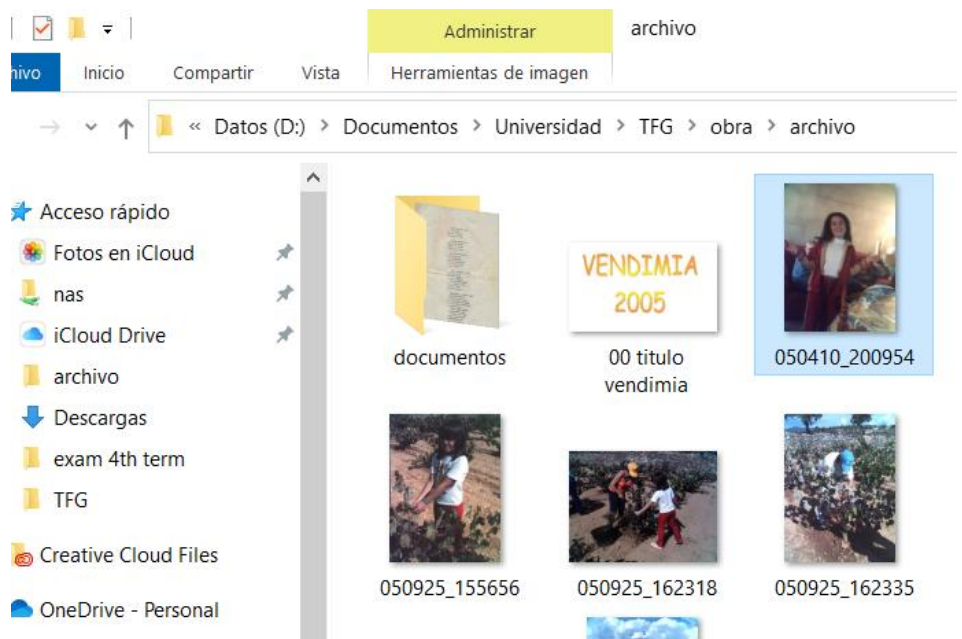 Administrar
archivo
hivo
Inicio
Compartir
Vista
Herramientas de imagen
« Datos (D:) > Documentos > Universidad > TFG > obra > archivo
Acceso rápido
Fotos en iCloud
nas
iCloud Drive
archivo
Descargas
exam 4th term
TFG
Creative Cloud Files
OneDrive - Personal
VENDIMIA
2005
documentos
00 titulo
vendimia
050410_200954
050925_155656
050925_162318
050925_162335